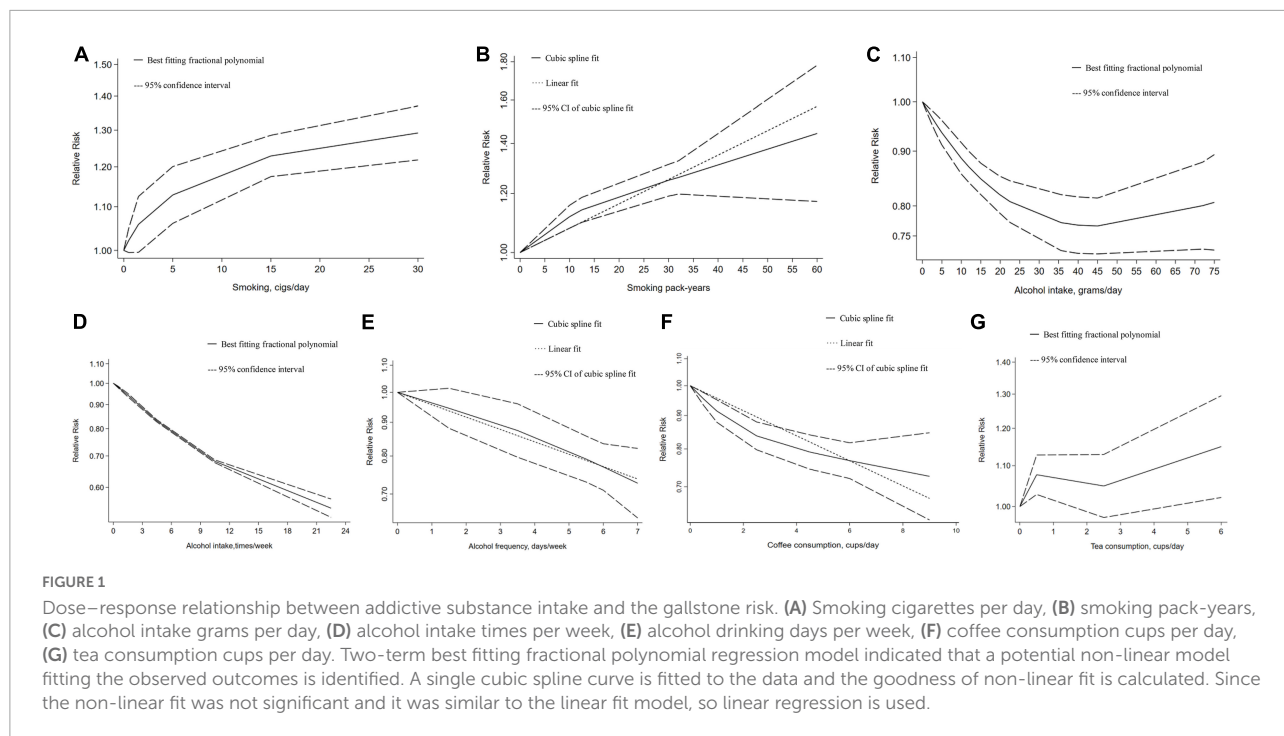 A
Best fitting fractional polynomial
95% confidence interval
1.50
1.40
1.30
1.20
1.10
1.00
Relative Risk
0 5 10 15 20 25 30
Smoking, cigs/day
B
Cubic spline fit
Linear fit
95% CI of cubic spline fit
1.80
1.60
1.40
1.20
1.00
Relative Risk
0 5 10 15 20 25 30 35 40 45 50 55 60
Smoking pack-years
C
Best fitting fractional polynomial
95% confidence interval
1.10
1.00
0.90
0.80
0.75
Relative Risk
0 5 10 15 20 25 30 35 40 45 50 55 60 65 70 75
Alcohol intake, grams/day
D
Best fitting fractional polynomial
95% confidence interval
1.10
1.00
0.90
0.80
0.70
0.60
Relative Risk
0 3 6 9 12 15 18 21 24
Alcohol intake,times/week
E
Cubic spline fit
Linear fit
95% CI of cubic spline fit
1.10
1.00
0.90
0.80
0.70
Relative Risk
0 1 2 3 4 5 6 7
Alcohol frequency, days/week
F
Cubic spline fit
Linear fit
95% CI of cubic spline fit
1.10
1.00
0.90
0.80
0.70
Relative Risk
0 2 4 6 8 10
Coffee consumption, cups/day
G
Best fitting fractional polynomial
95% confidence interval
1.40
1.30
1.20
1.10
1.00
Relative Risk
0 1 2 3 4 5 6
Tea consumption, cups/day
FIGURE 1
Dose–response relationship between addictive substance intake and the gallstone risk. (A) Smoking cigarettes per day, (B) smoking pack-years,
(C) alcohol intake grams per day, (D) alcohol intake times per week, (E) alcohol drinking days per week, (F) coffee consumption cups per day,
(G) tea consumption cups per day. Two-term best fitting fractional polynomial regression model indicated that a potential non-linear model
fitting the observed outcomes is identified. A single cubic spline curve is fitted to the data and the goodness of non-linear fit is calculated. Since
the non-linear fit was not significant and it was similar to the linear fit model, so linear regression is used.